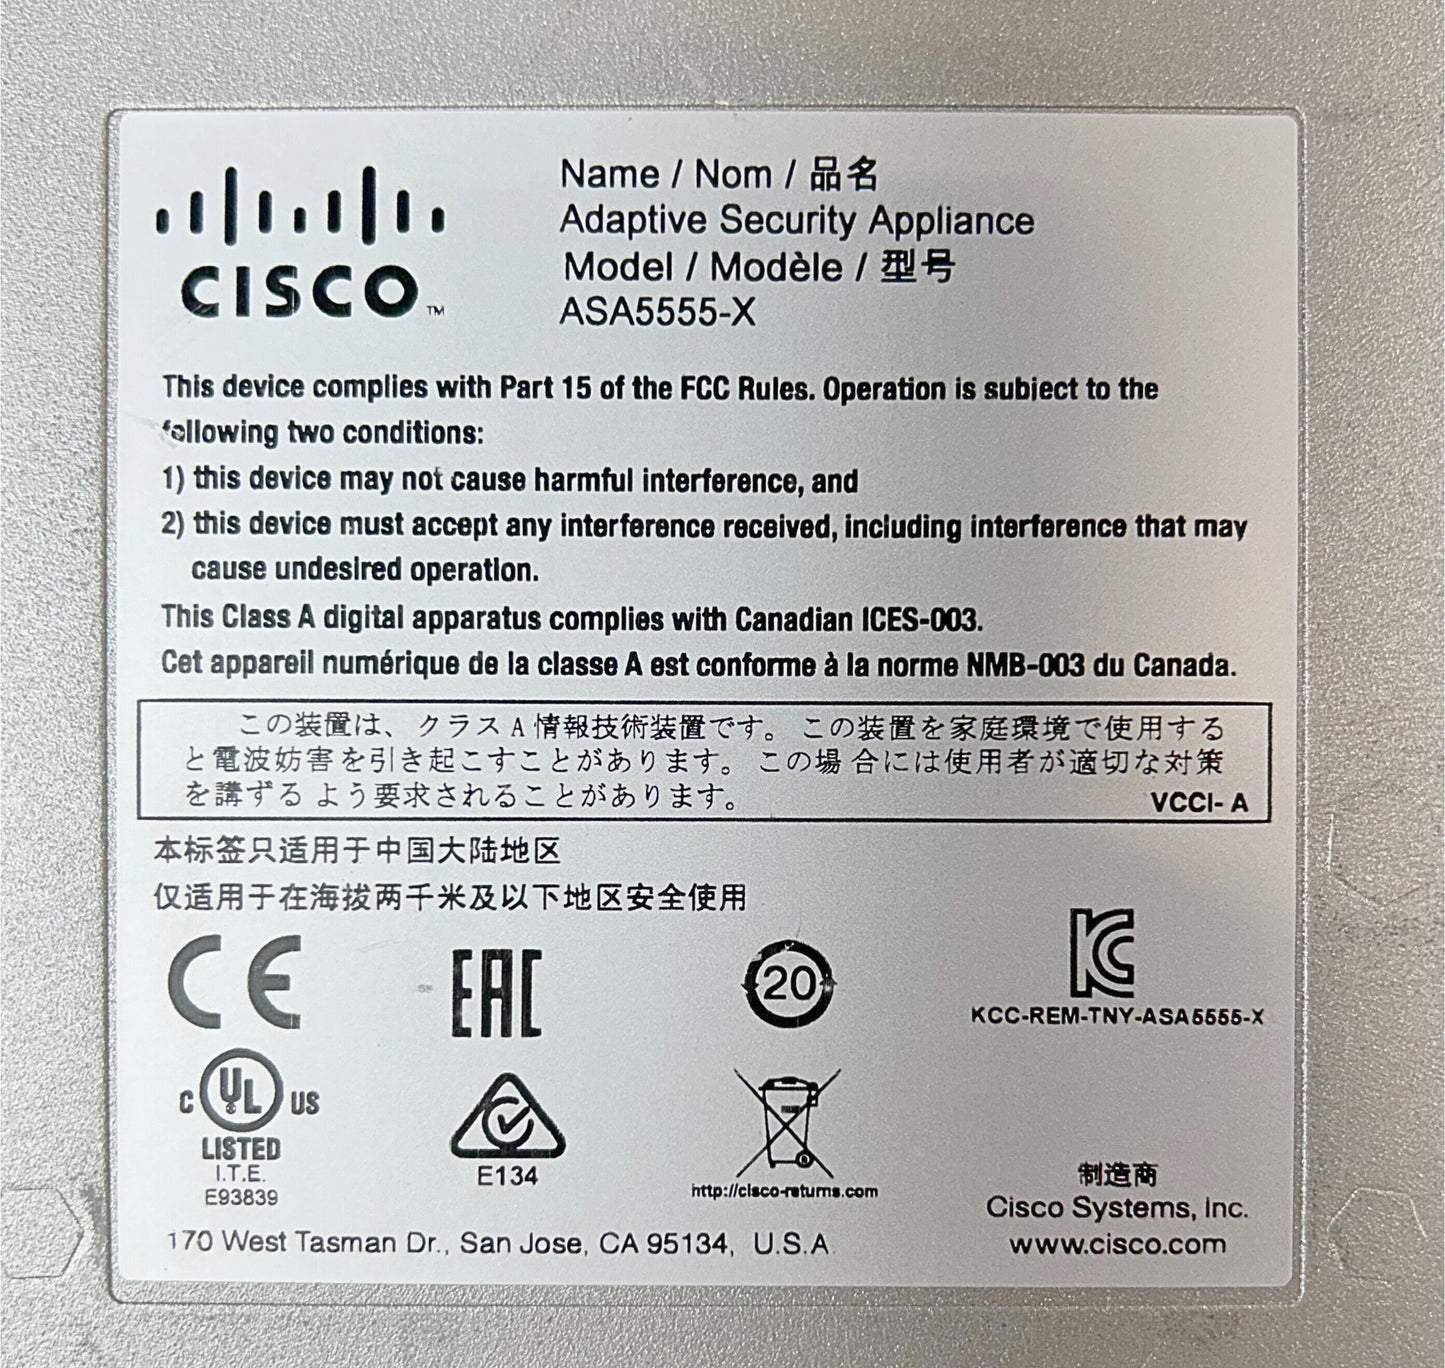 CISCO™
Name / Nom / 品名
Adaptive Security Appliance
Model / Modèle / 型号
ASA5555-X
This device complies with Part 15 of the FCC Rules. Operation is subject to the
following two conditions:
1) this device may not cause harmful interference, and
2) this device must accept any interference received, including interference that may
cause undesired operation.
This Class A digital apparatus complies with Canadian ICES-003.
Cet appareil numérique de la classe A est conforme à la norme NMB-003 du Canada.
この装置は、クラスA情報技術装置です。この装置を家庭環境で使用する
と電波妨害を引き起こすことがあります。この場合には使用者が適切な対策
を講ずるよう要求されることがあります。
VCCI- A
本标签只适用于中国大陆地区
仅适用于在海拔两千米及以下地区安全使用
CE
EAC
20
KC
KCC-REM-TNY-ASA5555-X
C UL US
LISTED
I.T.E.
E93839
E134
http://cisco-returns.com
制造商
Cisco Systems, Inc.
www.cisco.com
170 West Tasman Dr., San Jose, CA 95134, U.S.A